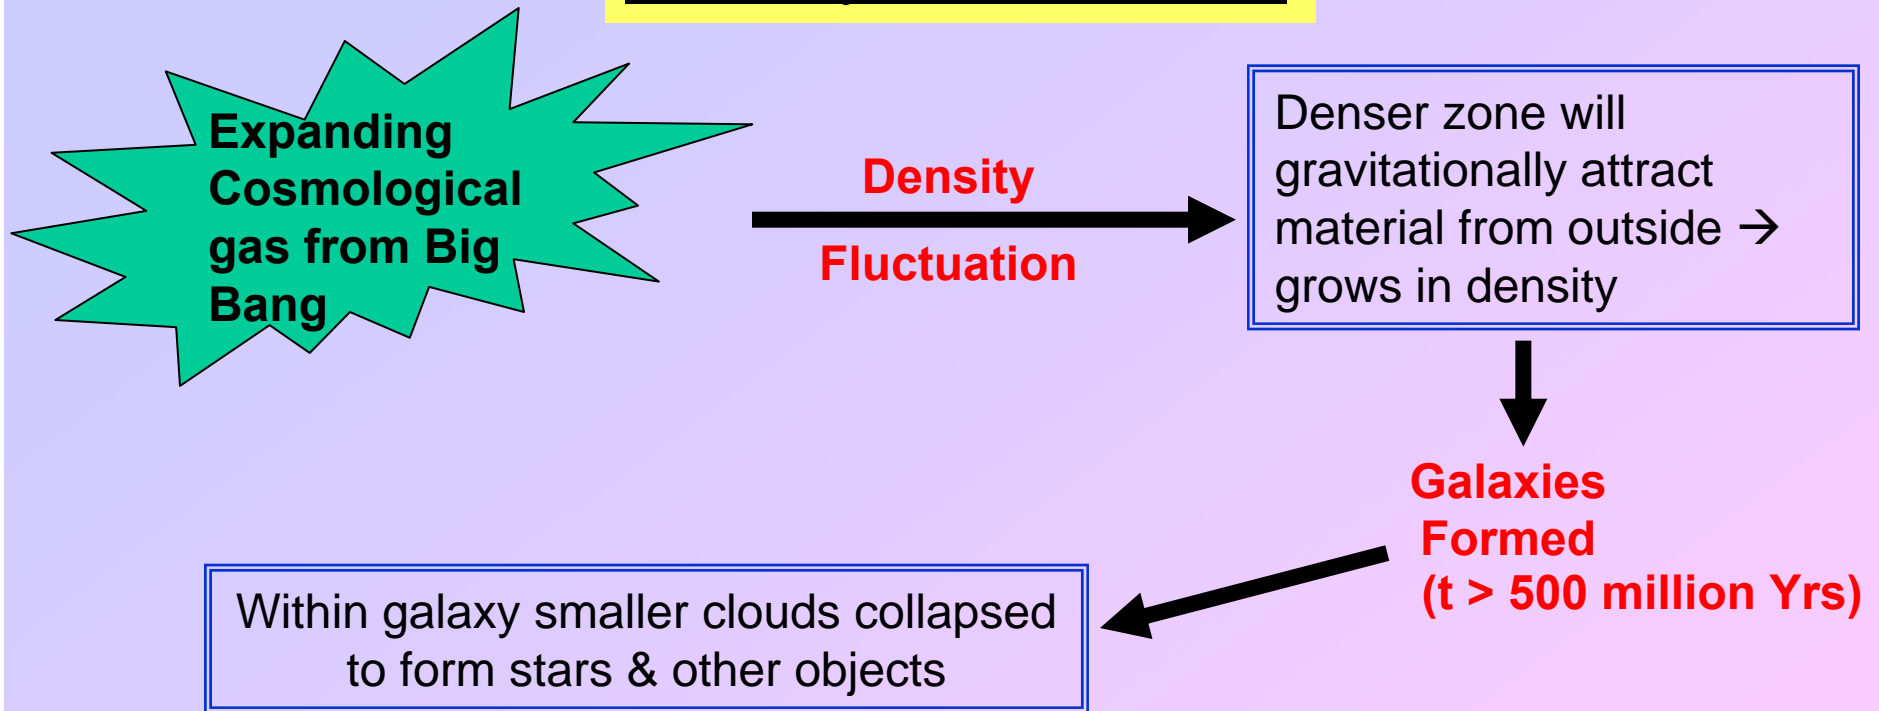 Expanding
Cosmological
gas from Big
Bang
Density
Fluctuation
Denser zone will
gravitationally attract
material from outside →
grows in density
Galaxies
Formed
(t > 500 million Yrs)
Within galaxy smaller clouds collapsed
to form stars & other objects